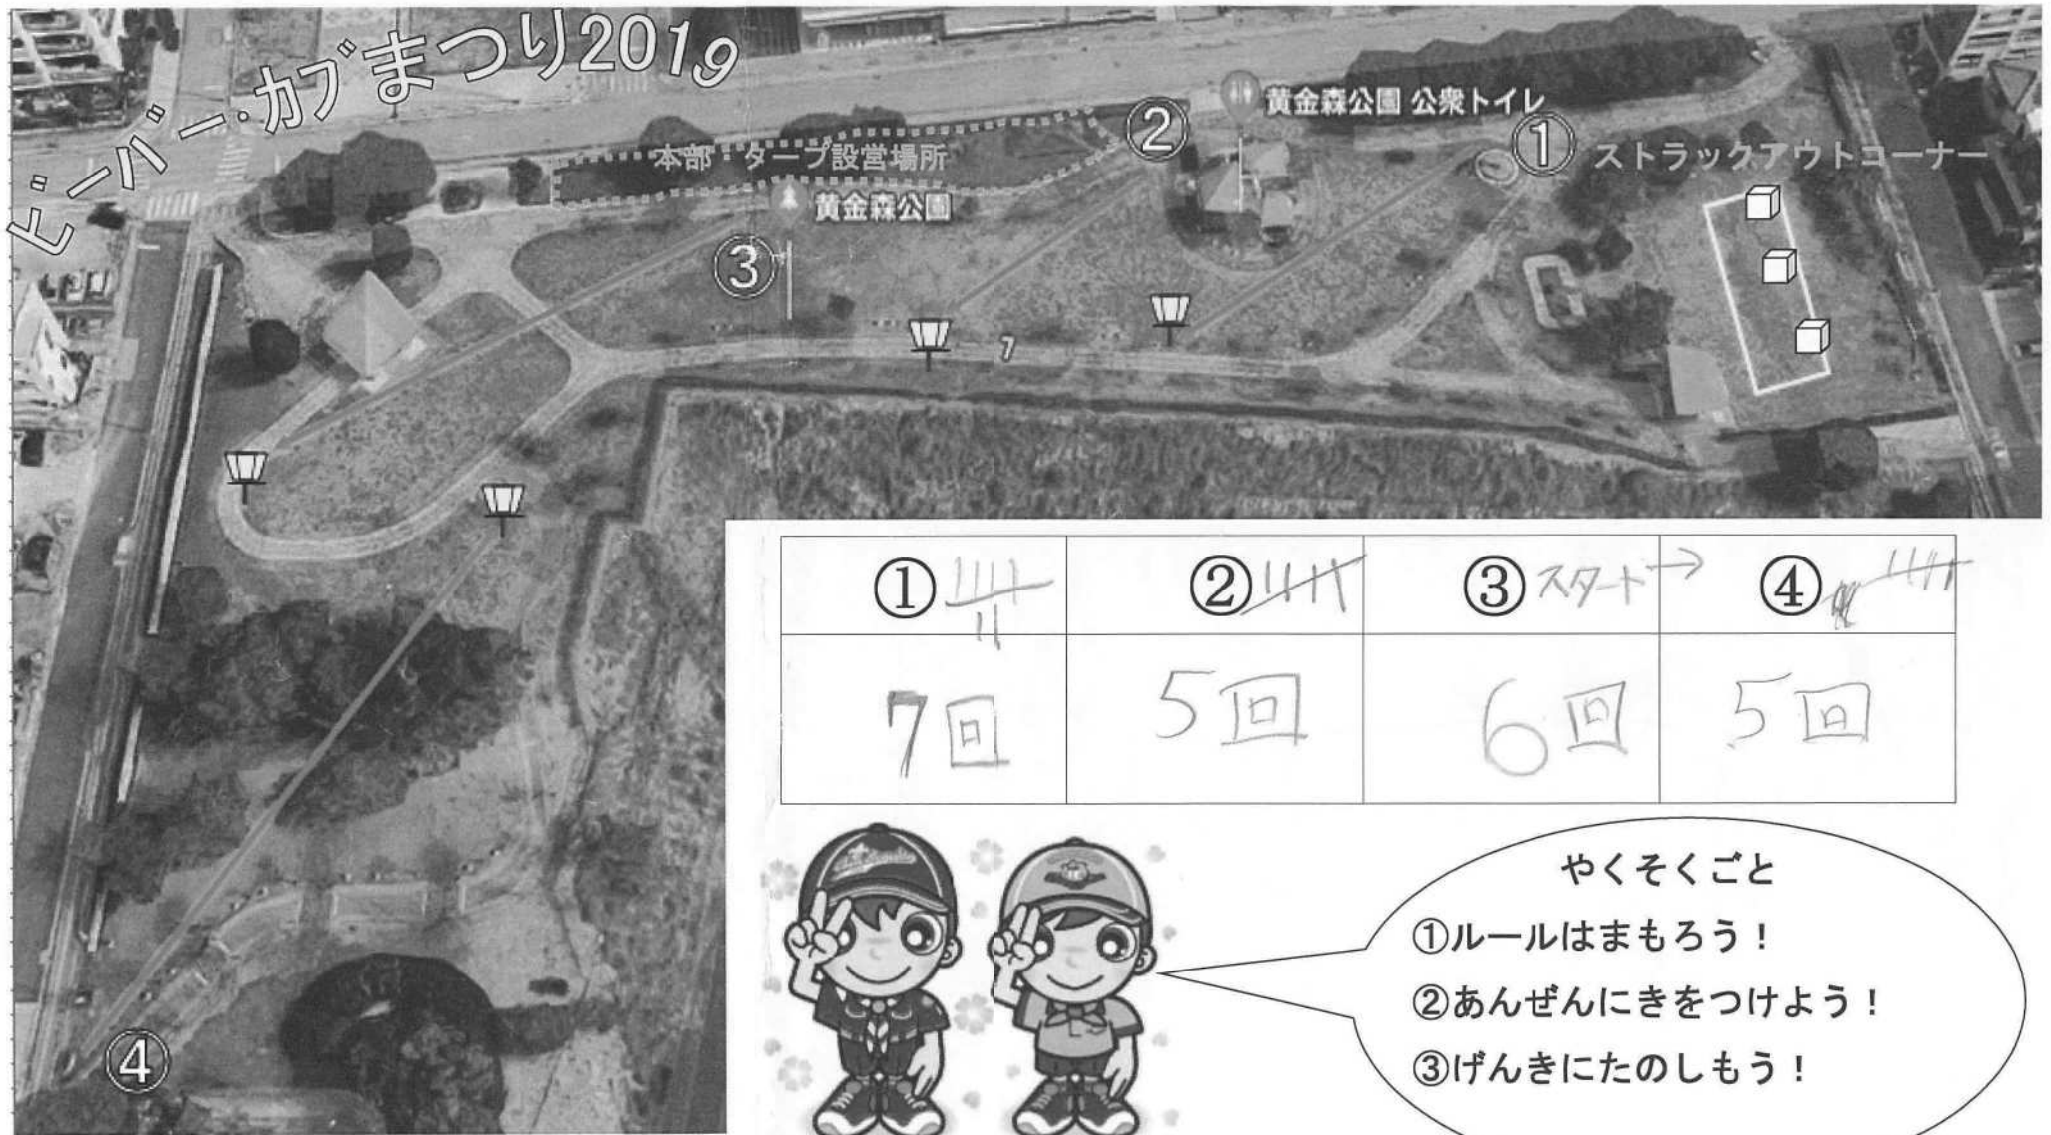 ビーバー・カブまつり2019
黄金森公園 公衆トイレ
②
①
ストラックアウトコーナー
本部・タープ設営場所
黄金森公園
③
7
④
① ② ③ スタート→ ④
7回 5回 6回 5回
やくそくごと
①ルールはまもろう!
②あんぜんにきをつけよう!
③げんきにたのしもう!